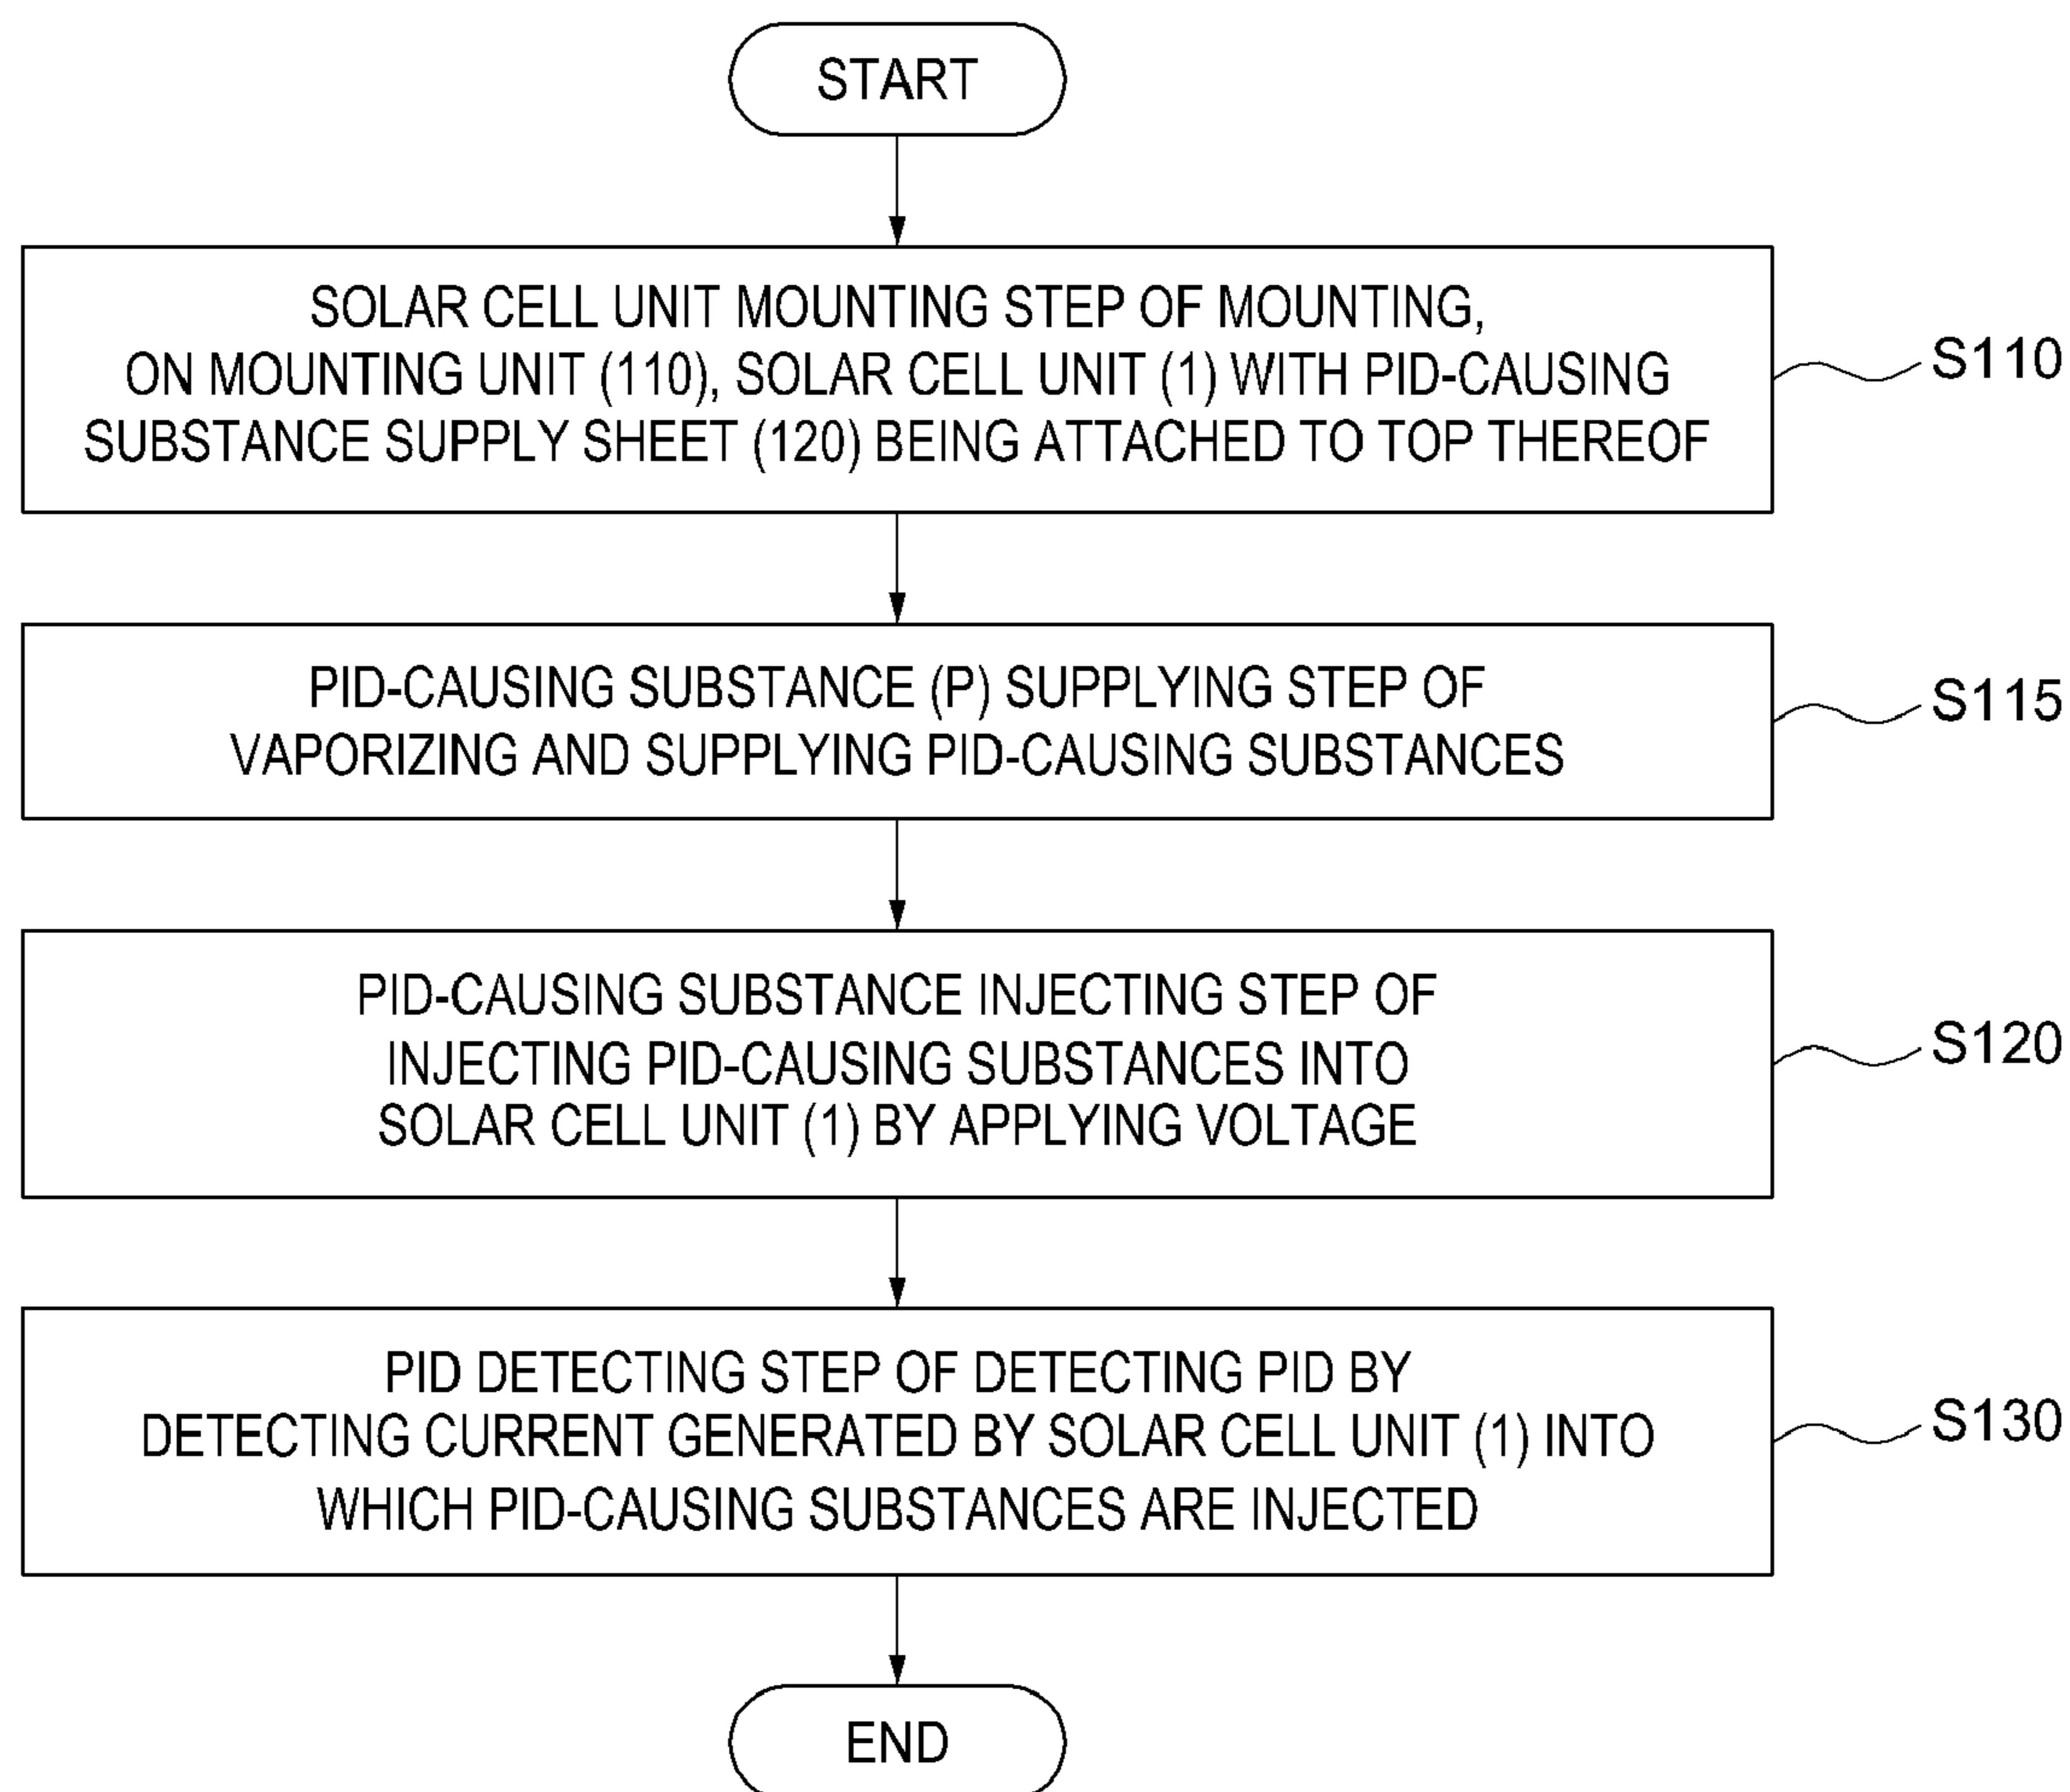 START
SOLAR CELL UNIT MOUNTING STEP OF MOUNTING,
ON MOUNTING UNIT (110), SOLAR CELL UNIT (1) WITH PID-CAUSING
SUBSTANCE SUPPLY SHEET (120) BEING ATTACHED TO TOP THEREOF
S110
PID-CAUSING SUBSTANCE (P) SUPPLYING STEP OF
VAPORIZING AND SUPPLYING PID-CAUSING SUBSTANCES
S115
PID-CAUSING SUBSTANCE INJECTING STEP OF
INJECTING PID-CAUSING SUBSTANCES INTO
SOLAR CELL UNIT (1) BY APPLYING VOLTAGE
S120
PID DETECTING STEP OF DETECTING PID BY
DETECTING CURRENT GENERATED BY SOLAR CELL UNIT (1) INTO
WHICH PID-CAUSING SUBSTANCES ARE INJECTED
S130
END